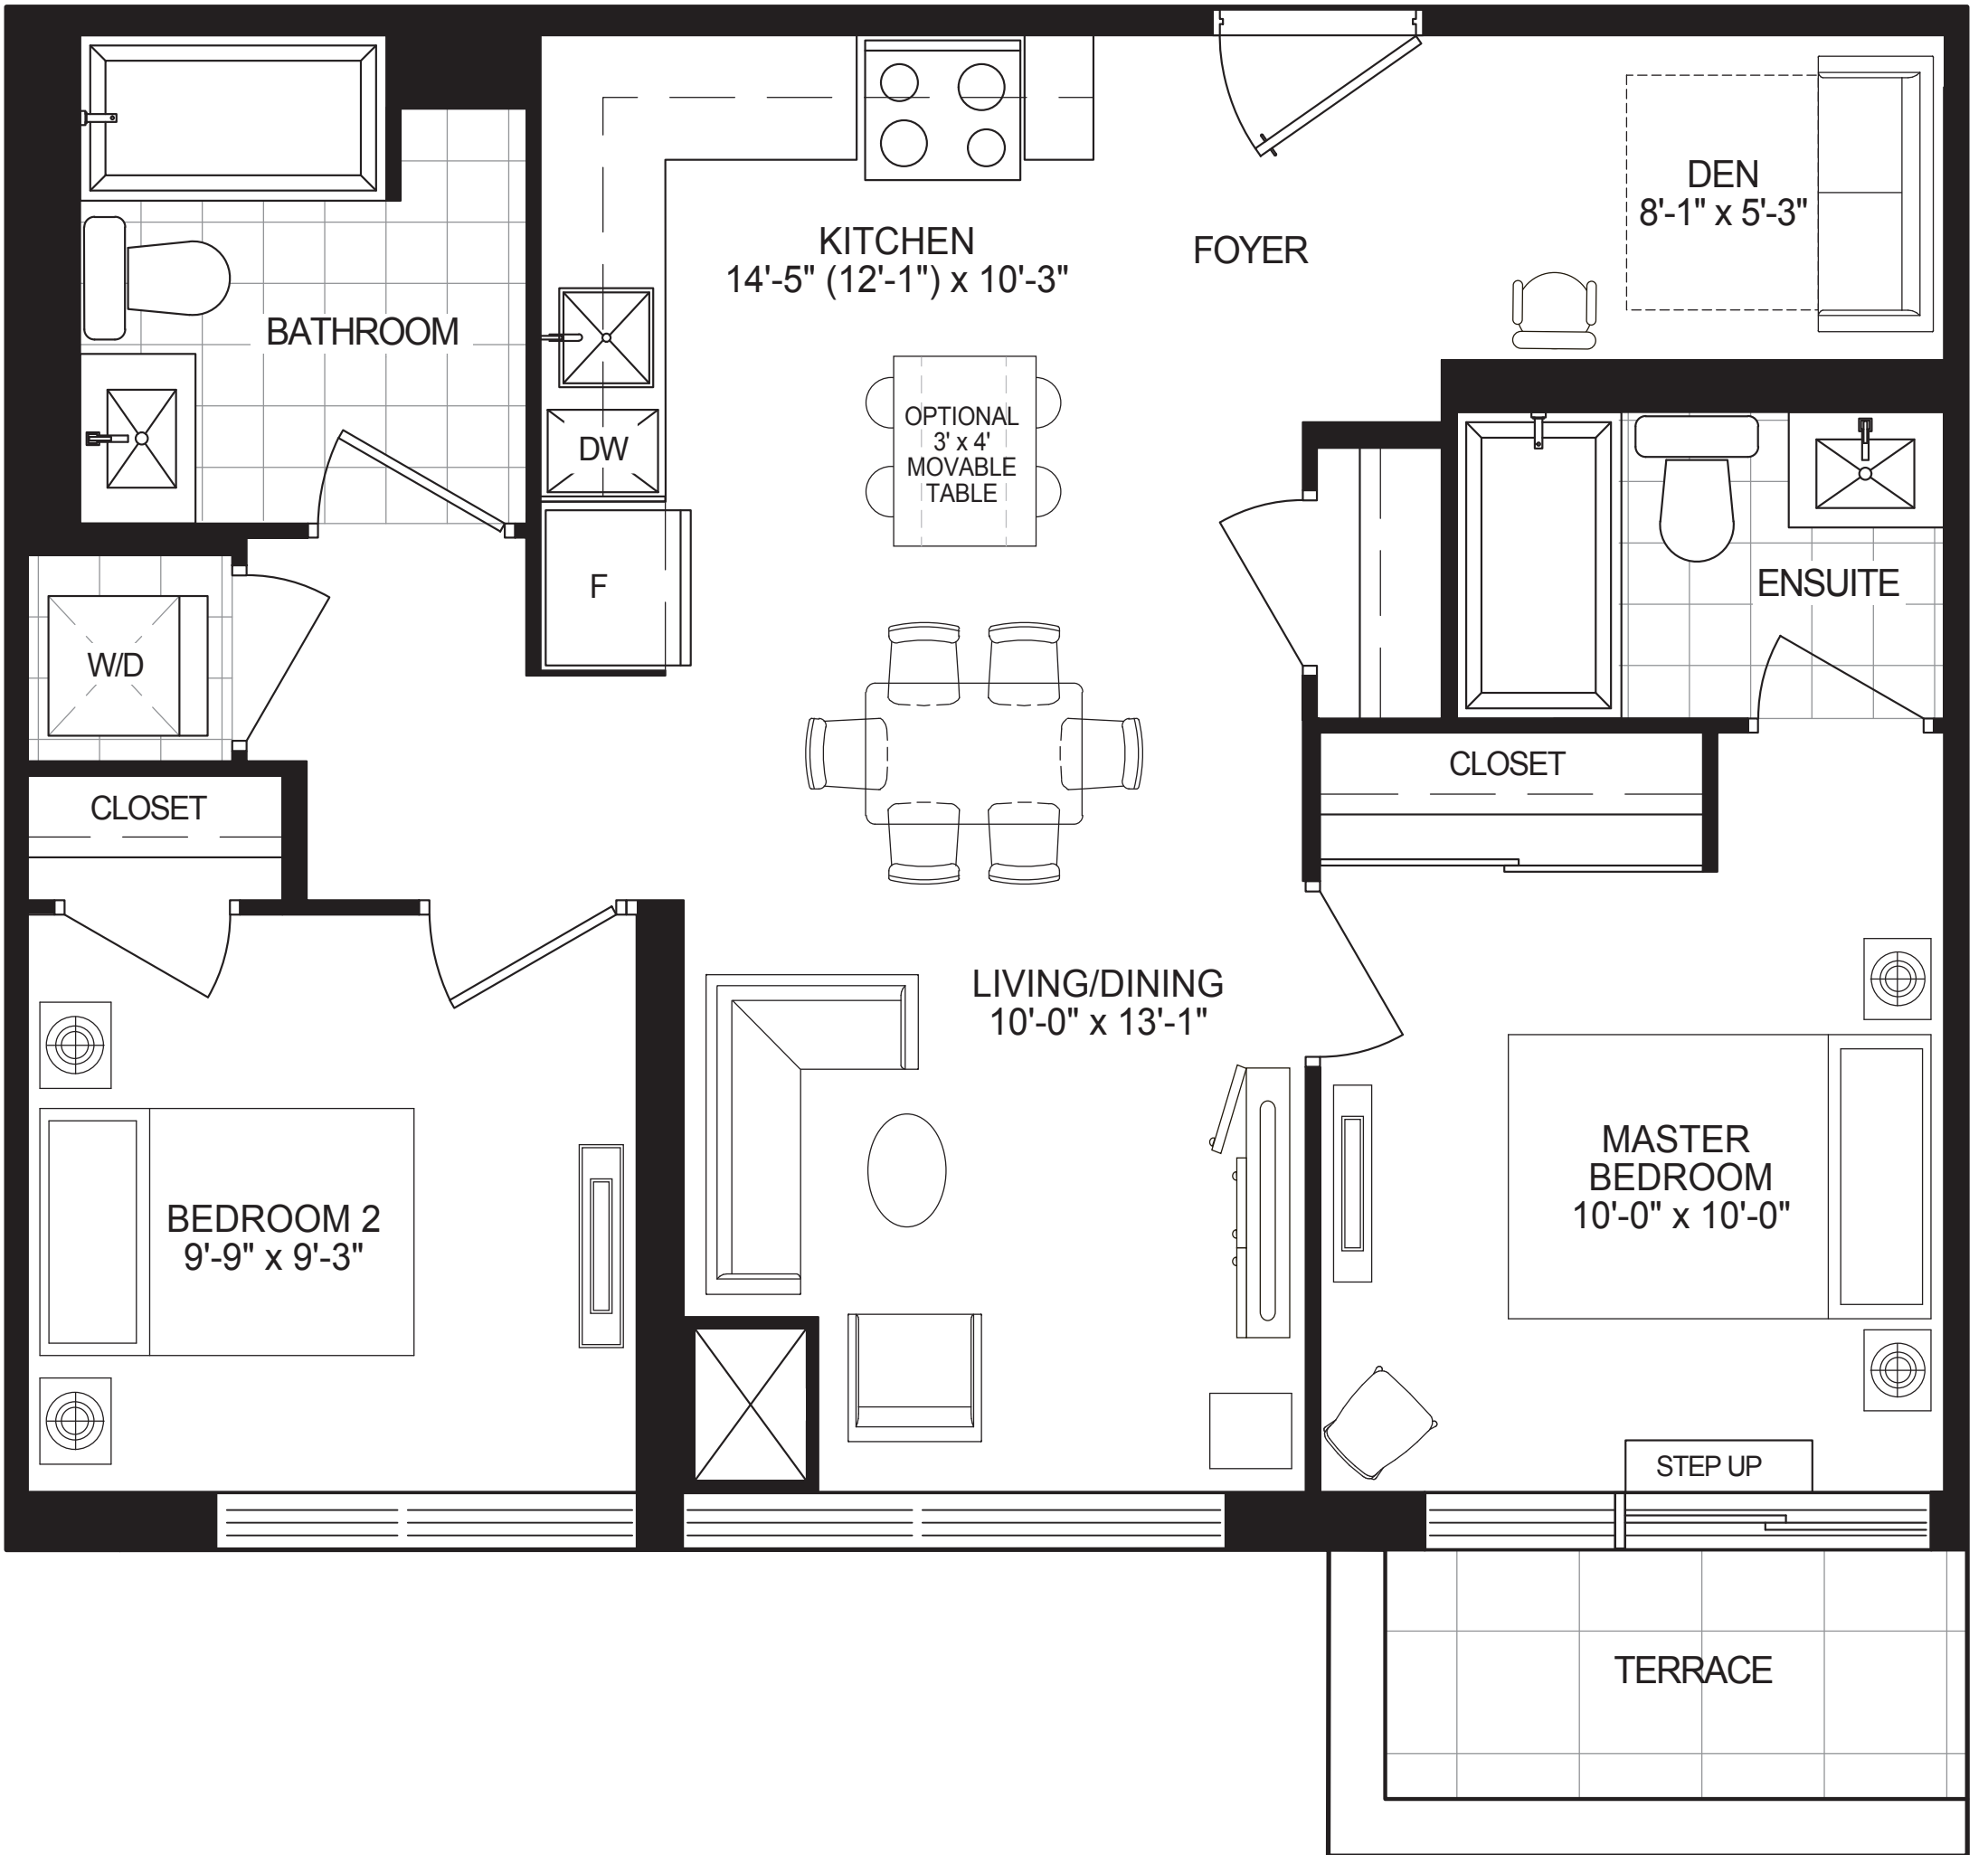 DEN
8'-1" x 5'-3"
KITCHEN
14'-5" (12'-1") x 10'-3"
FOYER
BATHROOM
OPTIONAL
3' x 4'
MOVABLE
TABLE
DW
F
ENSUITE
W/D
CLOSET
CLOSET
LIVING/DINING
10'-0" x 13'-1"
MASTER
BEDROOM
10'-0" x 10'-0"
BEDROOM 2
9'-9" x 9'-3"
STEP UP
TERRACE